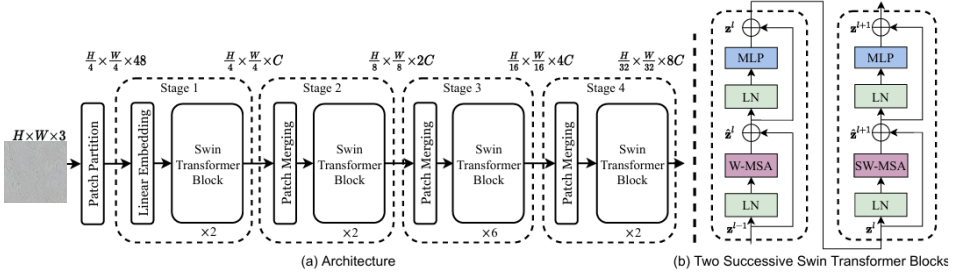 H/4 × W/4 × 48
H/4 × W/4 × C
H/8 × W/8 × 2C
H/16 × W/16 × 4C
H/32 × W/32 × 8C
H×W×3
Patch Partition
Stage 1
Linear Embedding
Swin
Transformer
Block
×2
Stage 2
Patch Merging
Swin
Transformer
Block
×2
Stage 3
Patch Merging
Swin
Transformer
Block
×6
Stage 4
Patch Merging
Swin
Transformer
Block
×2
(a) Architecture
z^l
MLP
LN
ẑ^l
W-MSA
LN
z^{l−1}
z^{l+1}
MLP
LN
ẑ^{l+1}
SW-MSA
LN
z^l
(b) Two Successive Swin Transformer Blocks